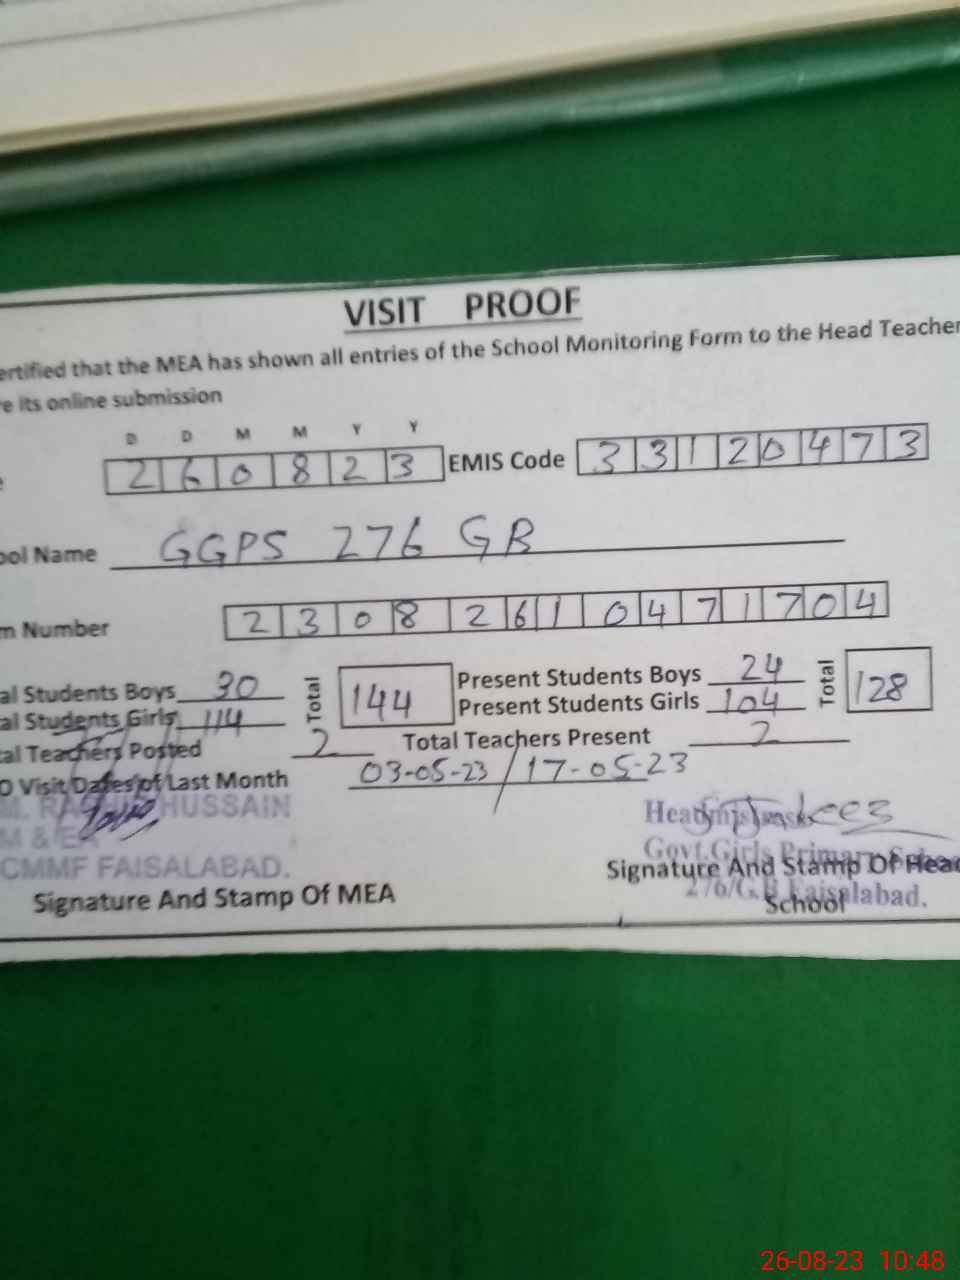 VISIT PROOF
ertified that the MEA has shown all entries of the School Monitoring Form to the Head Teacher
re its online submission
D D M M Y Y
2 6 0 8 2 3 EMIS Code 3 3 1 2 0 4 7 3
ool Name GGPS 276 GB
m Number 2 3 0 8 2 6 1 0 4 7 1 7 0 4
al Students Boys 30 Total 144 Present Students Boys 24 Total 128
al Students Girls 114 Present Students Girls 104
tal Teachers Posted 2 Total Teachers Present 2
O Visit Dates of Last Month 03-05-23 / 17-05-23
HUSSAIN
M & EA
CMMF FAISALABAD.
Signature And Stamp Of MEA
Govt.Girls Primary
Signature And Stamp Of Head
276/G.B Faisalabad.
School
26-08-23 10:48